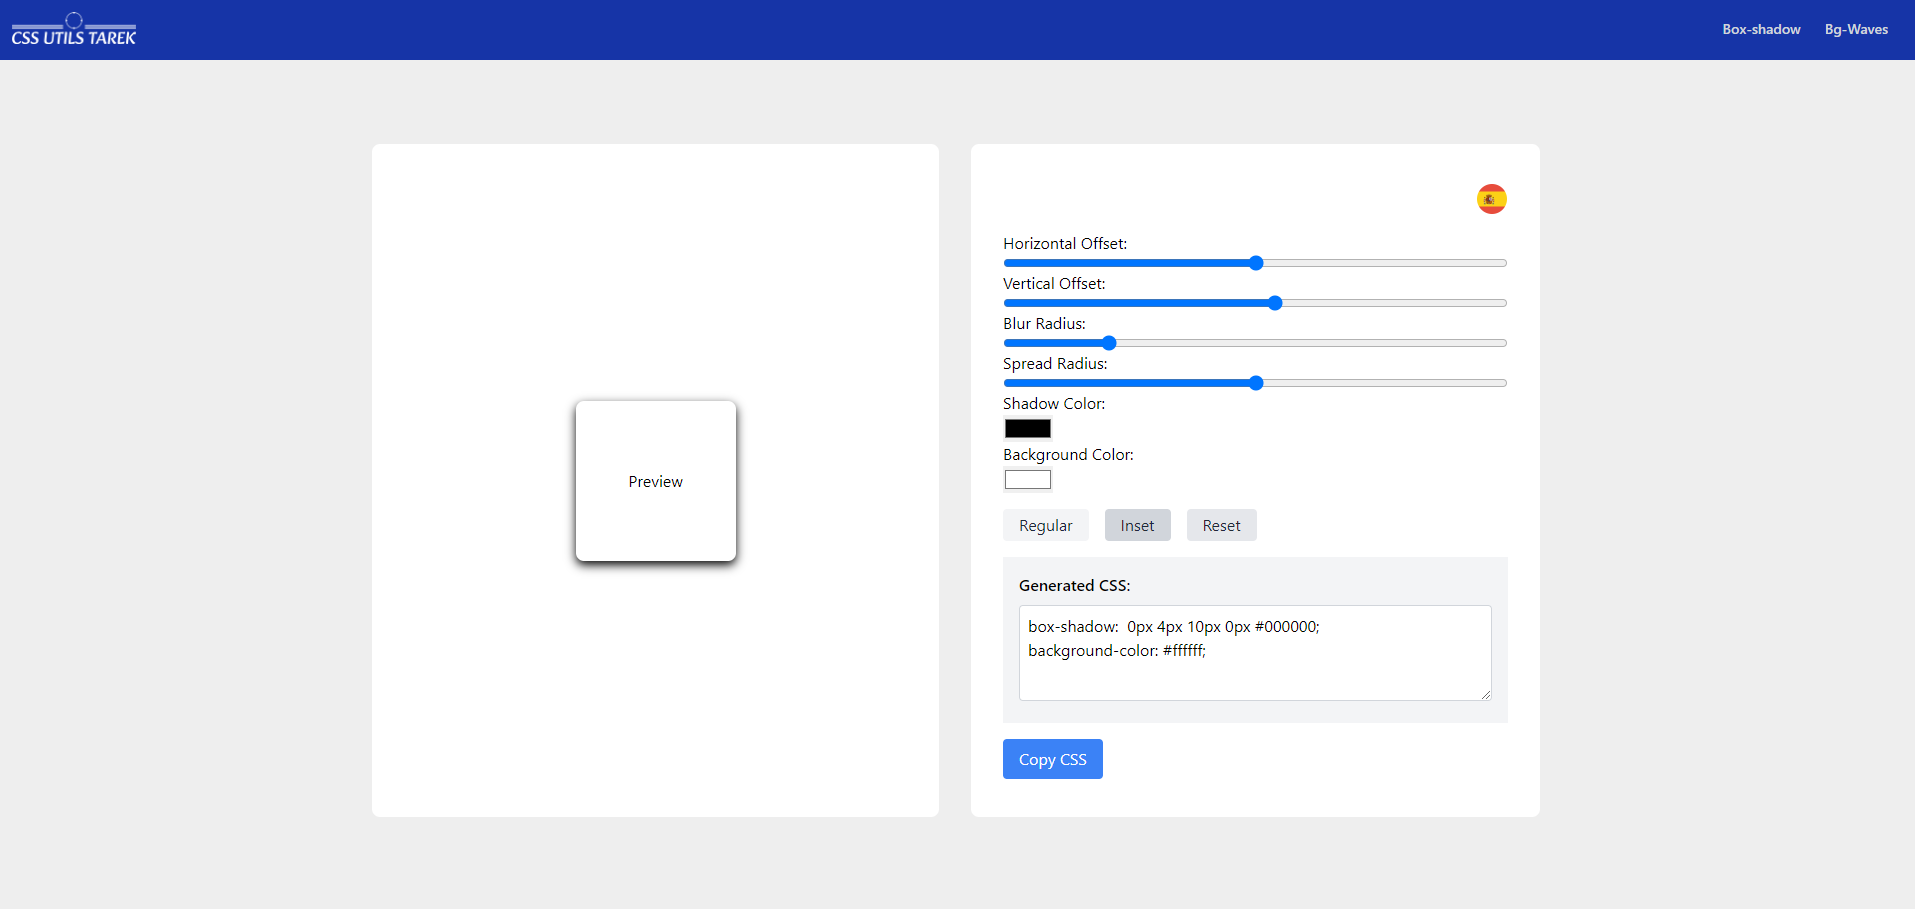 CSS UTILS TAREK
Box-shadow Bg-Waves
Preview
Horizontal Offset:
Vertical Offset:
Blur Radius:
Spread Radius:
Shadow Color:
Background Color:
Regular Inset Reset
Generated CSS:
box-shadow:  0px 4px 10px 0px #000000;
background-color: #ffffff;
Copy CSS